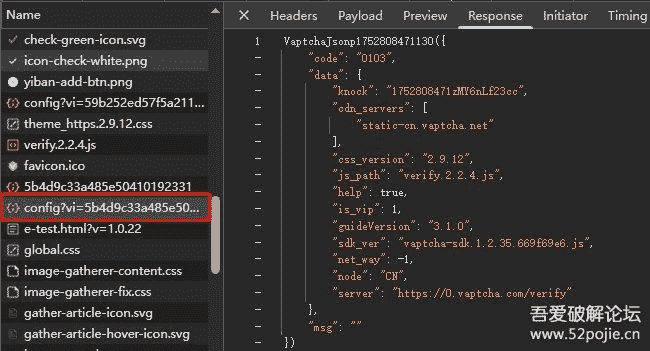 Name
check-green-icon.svg
icon-check-white.png
yiban-add-btn.png
config?vi=59b252ed57f5a211...
theme_https.2.9.12.css
verify.2.2.4.js
favicon.ico
5b4d9c33a485e50410192331
config?vi=5b4d9c33a485e50...
e-test.html?v=1.0.22
global.css
image-gatherer-content.css
image-gatherer-fix.css
gather-article-icon.svg
gather-article-hover-icon.svg
Headers Payload Preview Response Initiator Timing
1 VaptchaJsonp1752808471130({
- "code": "0103",
- "data": {
- "knock": "1752808471zMY6nLf23cc",
- "cdn_servers": [
- "static-cn.vaptcha.net"
- ],
- "css_version": "2.9.12",
- "js_path": "verify.2.2.4.js",
- "help": true,
- "is_vip": 1,
- "guideVersion": "3.1.0",
- "sdk_ver": "vaptcha-sdk.1.2.35.669f69e6.js",
- "net_way": -1,
- "node": "CN",
- "server": "https://0.vaptcha.com/verify"
- },
- "msg": ""
- })
吾爱破解论坛
www.52pojie.cn